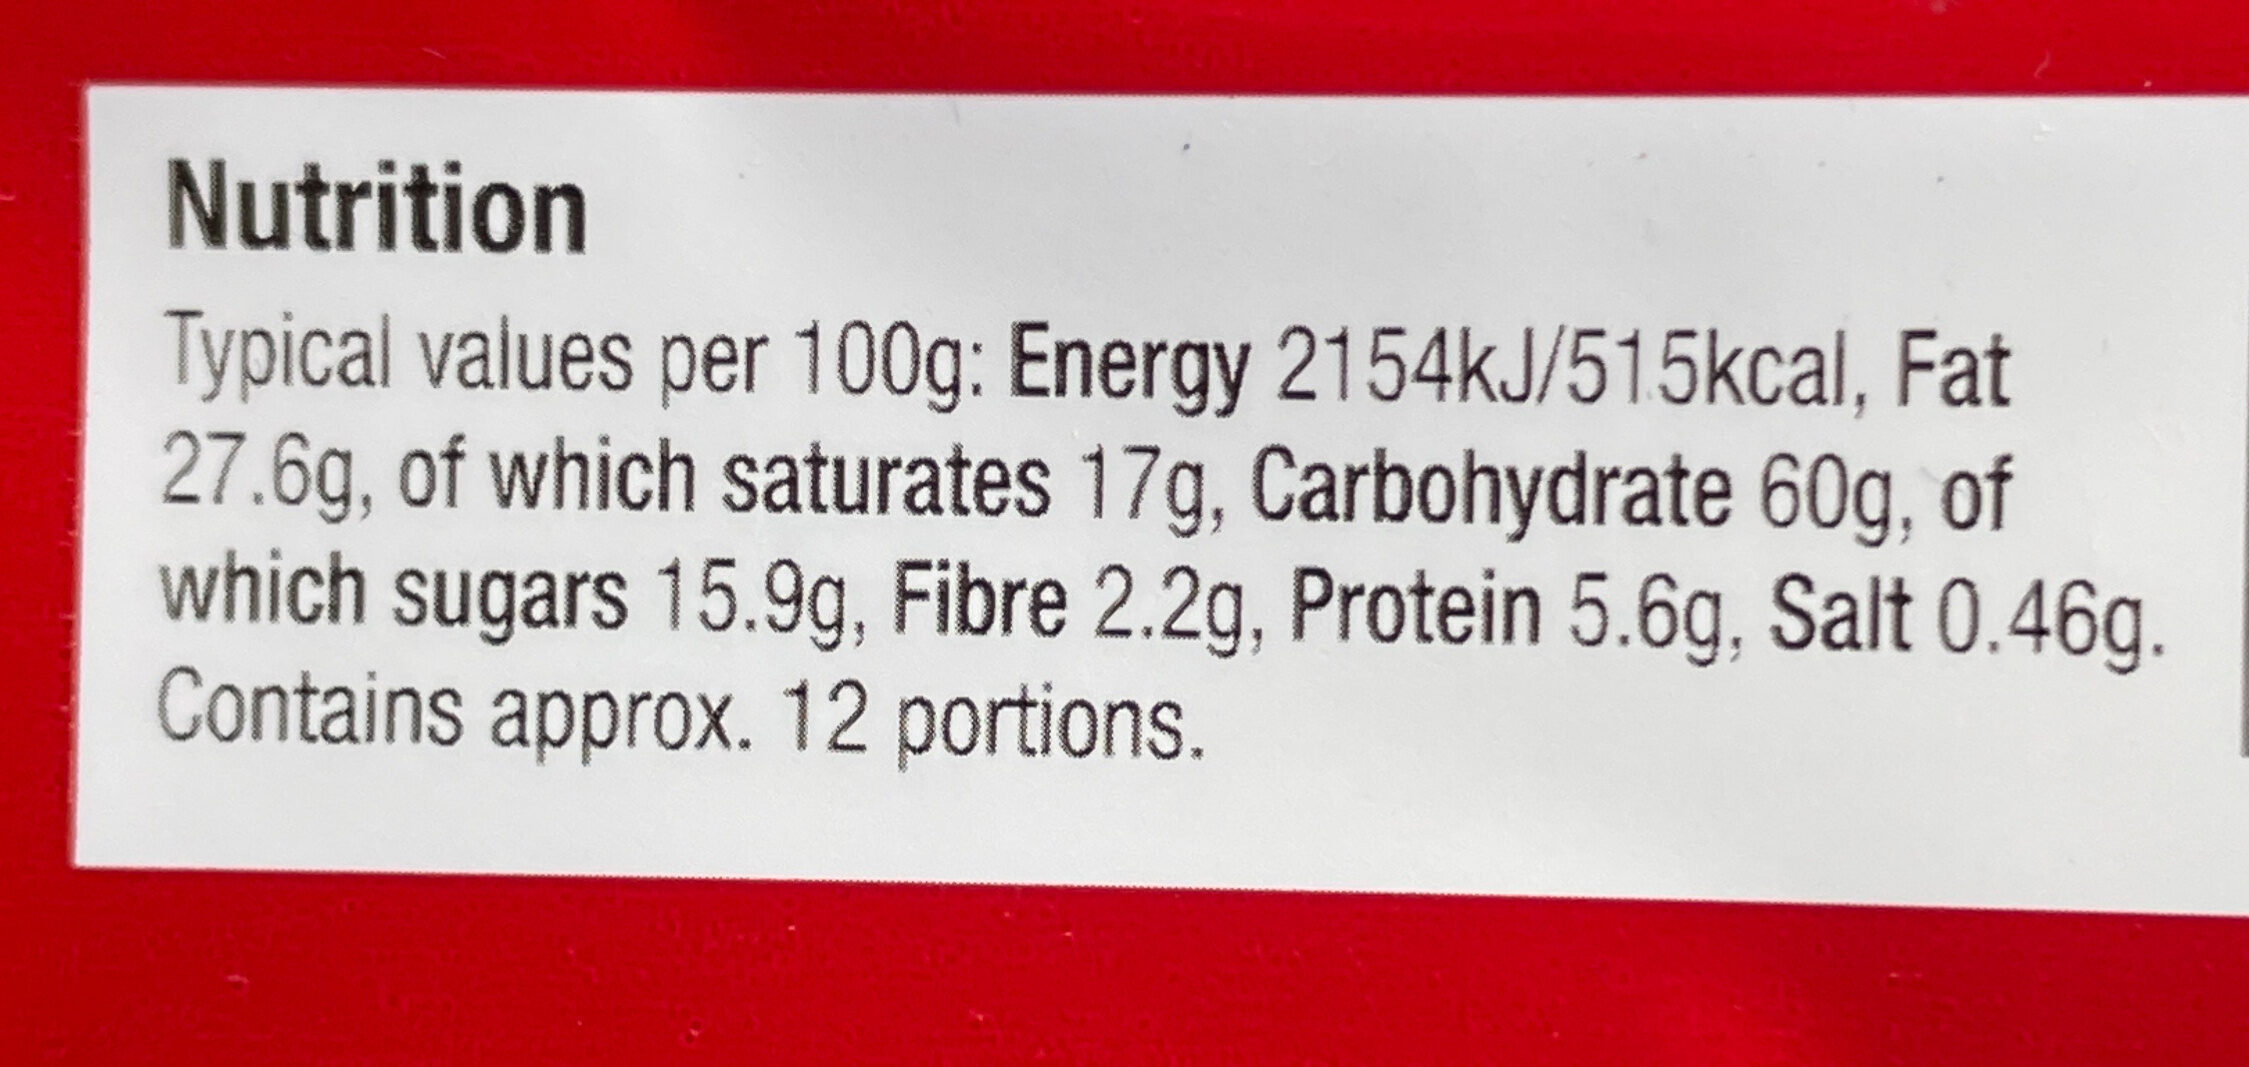 Nutrition
Typical values per 100g: Energy 2154kJ/515kcal, Fat
27.6g, of which saturates 17g, Carbohydrate 60g, of
which sugars 15.9g, Fibre 2.2g, Protein 5.6g, Salt 0.46g.
Contains approx. 12 portions.